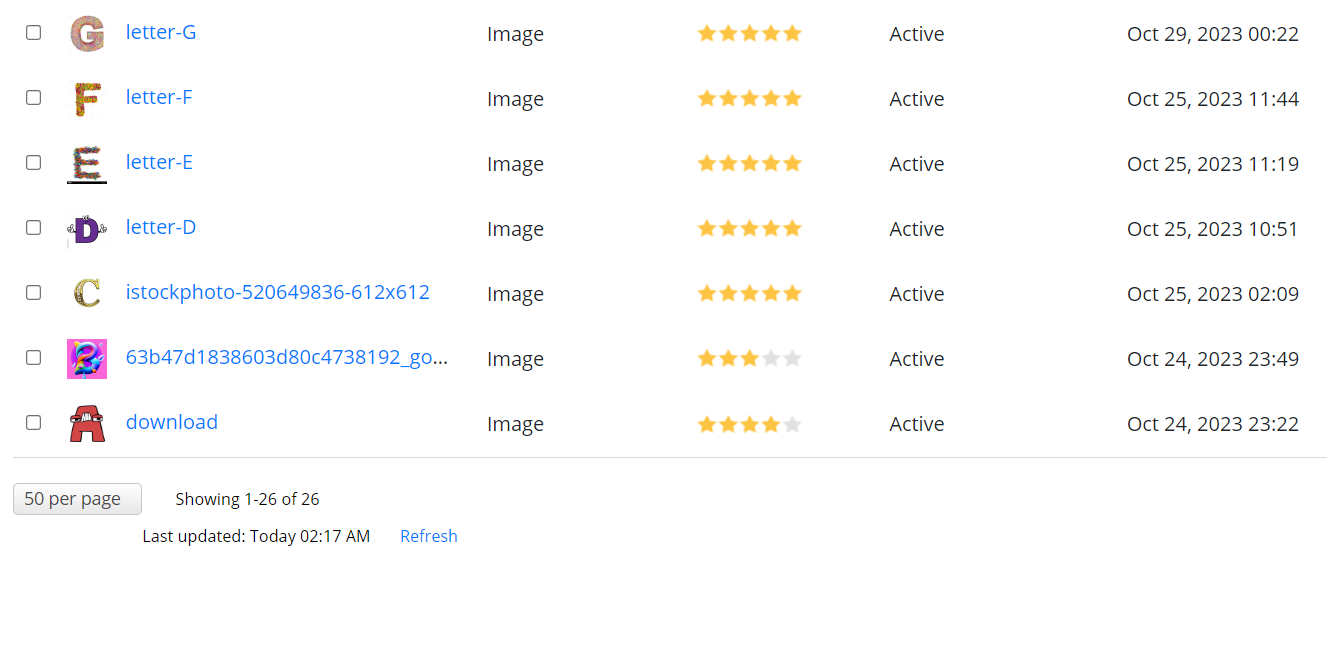 G letter-G Image Active Oct 29, 2023 00:22
F letter-F Image Active Oct 25, 2023 11:44
E letter-E Image Active Oct 25, 2023 11:19
D letter-D Image Active Oct 25, 2023 10:51
C istockphoto-520649836-612x612 Image Active Oct 25, 2023 02:09
B 63b47d1838603d80c4738192_go... Image Active Oct 24, 2023 23:49
A download Image Active Oct 24, 2023 23:22
50 per page Showing 1-26 of 26
Last updated: Today 02:17 AM Refresh